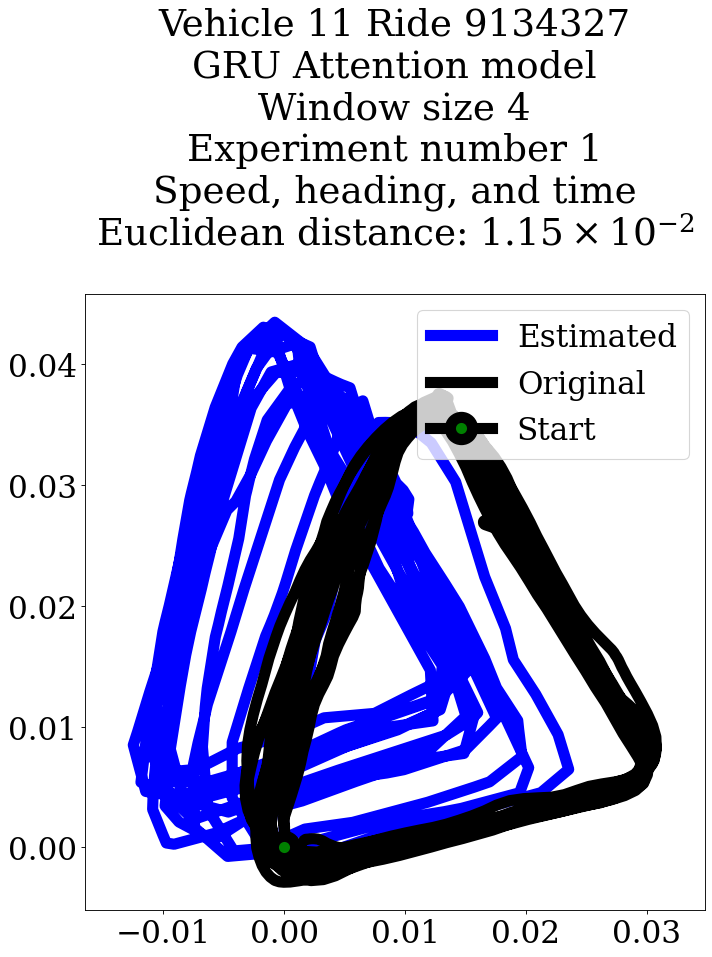 Vehicle 11 Ride 9134327
GRU Attention model
Window size 4
Experiment number 1
Speed, heading, and time
Euclidean distance: 1.15 × 10⁻²
Estimated
Original
Start
0.04
0.03
0.02
0.01
0.00
−0.01 0.00 0.01 0.02 0.03